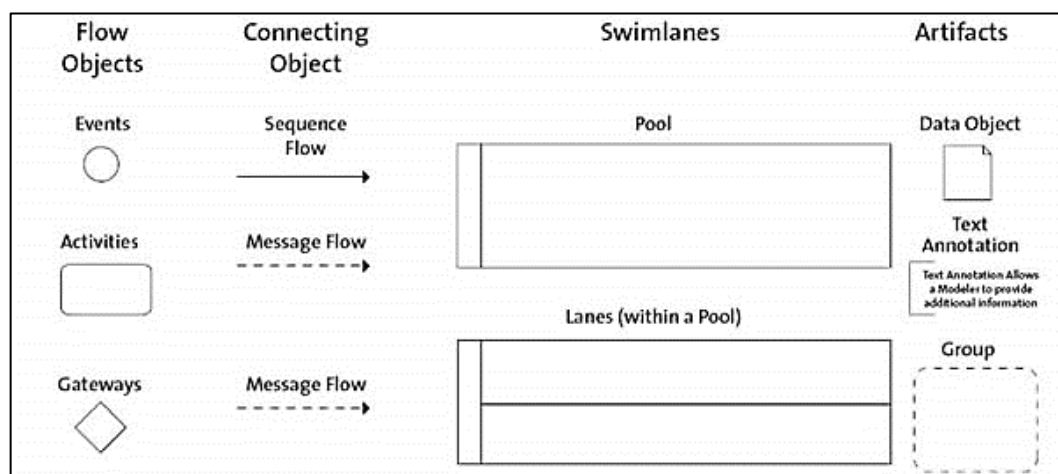 Flow
Objects
Connecting
Object
Swimlanes
Artifacts
Events
Sequence
Flow
Pool
Data Object
Activities
Message Flow
Text
Annotation
Text Annotation Allows
a Modeler to provide
additional information
Lanes (within a Pool)
Gateways
Message Flow
Group